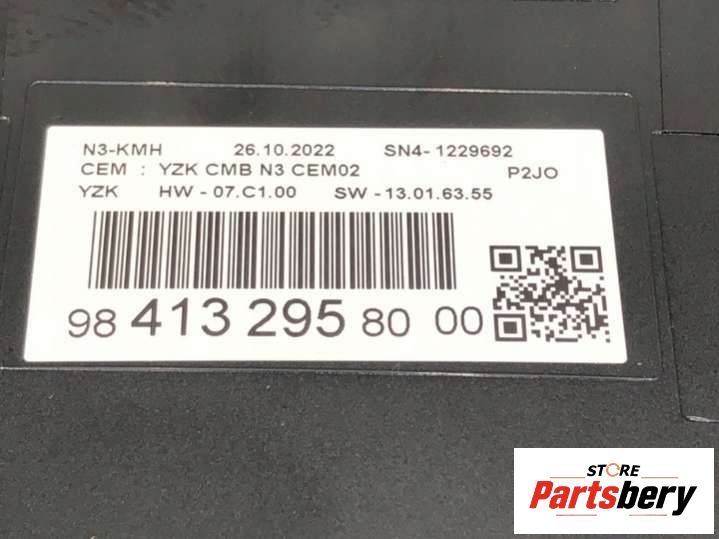 N3-KMH 26.10.2022 SN4-1229692
CEM : YZK CMB N3 CEM02 P2JO
YZK HW - 07.C1.00 SW - 13.01.63.55
98 413 295 80 00
STORE
Partsbery